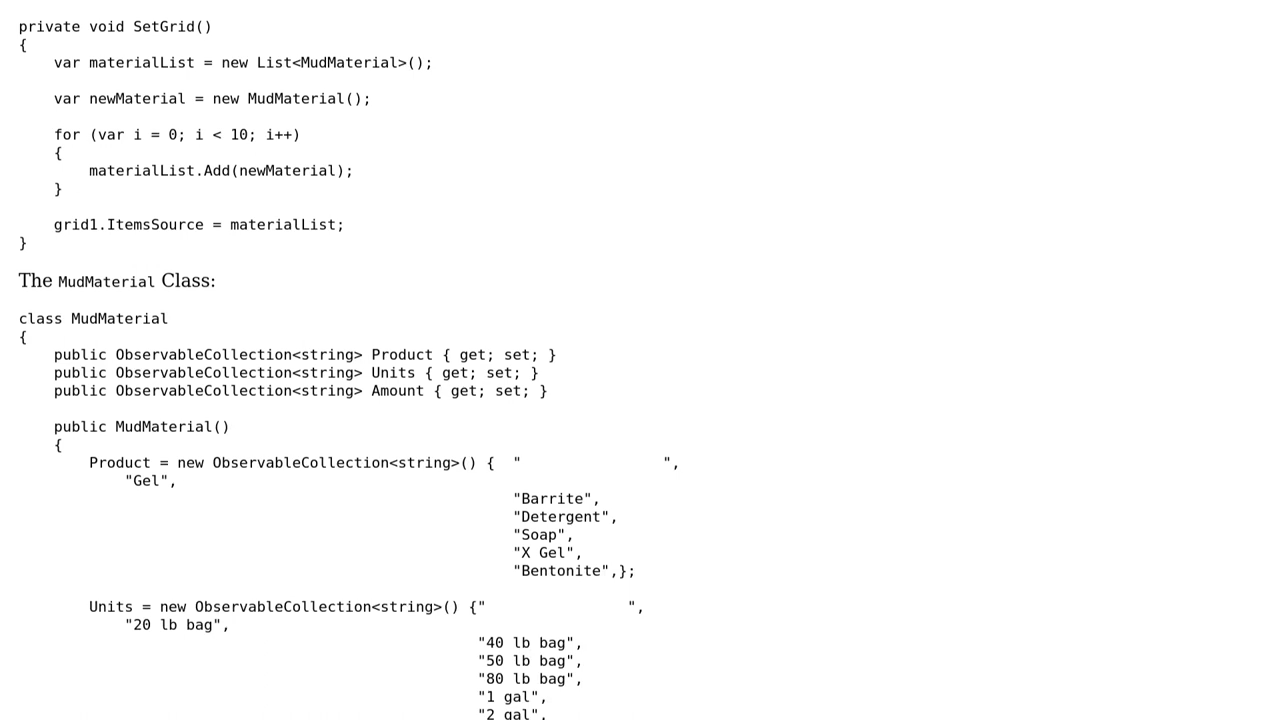 private void SetGrid()
{
    var materialList = new List<MudMaterial>();

    var newMaterial = new MudMaterial();

    for (var i = 0; i < 10; i++)
    {
        materialList.Add(newMaterial);
    }

    grid1.ItemsSource = materialList;
}

The MudMaterial Class:

class MudMaterial
{
    public ObservableCollection<string> Product { get; set; }
    public ObservableCollection<string> Units { get; set; }
    public ObservableCollection<string> Amount { get; set; }

    public MudMaterial()
    {
        Product = new ObservableCollection<string>() {  "                ",
            "Gel",
                                                        "Barrite",
                                                        "Detergent",
                                                        "Soap",
                                                        "X Gel",
                                                        "Bentonite",};

        Units = new ObservableCollection<string>() {"                ",
            "20 lb bag",
                                                    "40 lb bag",
                                                    "50 lb bag",
                                                    "80 lb bag",
                                                    "1 gal",
                                                    "2 gal",